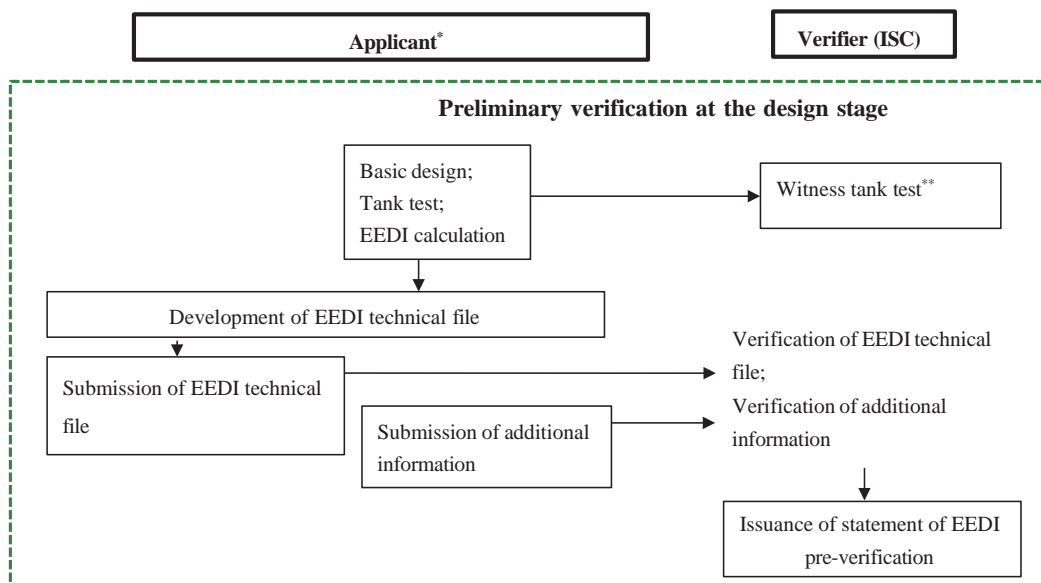 Applicant*
Verifier (ISC)
Preliminary verification at the design stage
Basic design;
Tank test;
EEDI calculation
Witness tank test**
Development of EEDI technical file
Submission of EEDI technical
file
Verification of EEDI technical
file;
Verification of additional
information
Submission of additional
information
Issuance of statement of EEDI
pre-verification